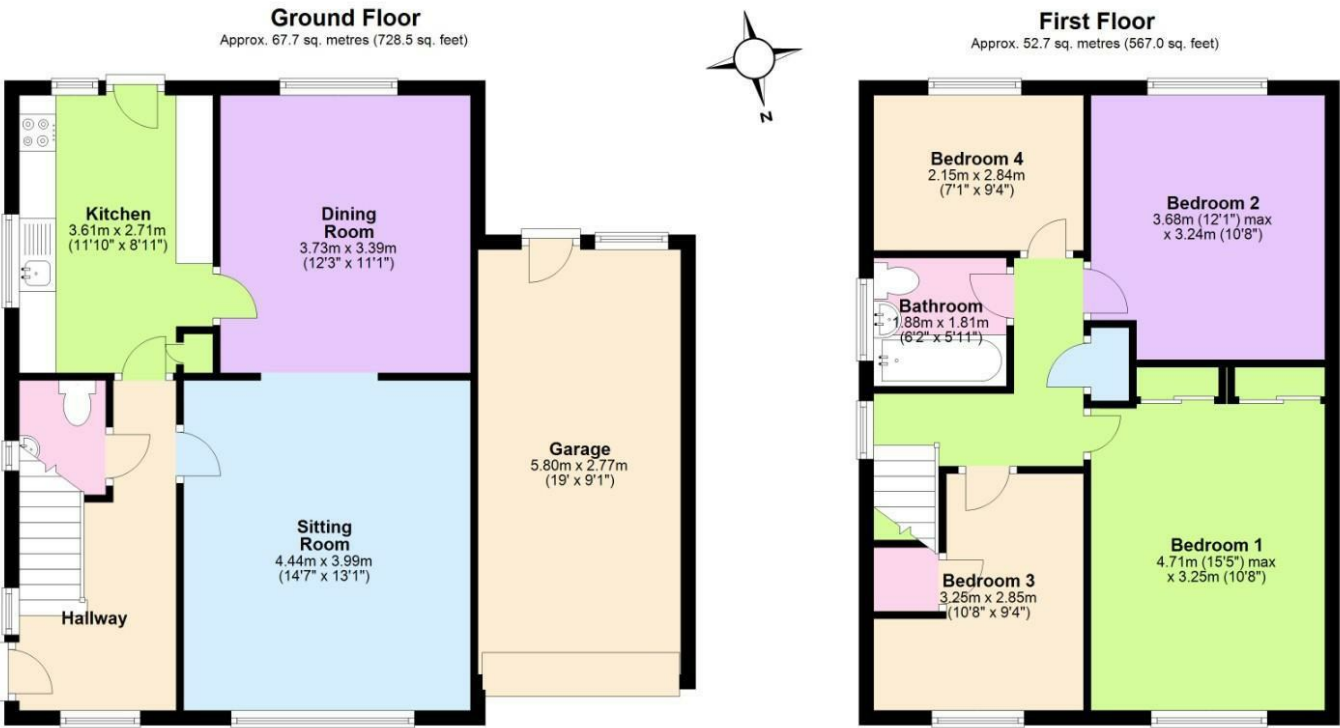 Ground Floor
Approx. 67.7 sq. metres (728.5 sq. feet)
Kitchen
3.61m x 2.71m
(11'10" x 8'11")
Dining
Room
3.73m x 3.39m
(12'3" x 11'1")
Garage
5.80m x 2.77m
(19' x 9'1")
Sitting
Room
4.44m x 3.99m
(14'7" x 13'1")
Hallway
N
First Floor
Approx. 52.7 sq. metres (567.0 sq. feet)
Bedroom 4
2.15m x 2.84m
(7'1" x 9'4")
Bedroom 2
3.68m (12'1") max
x 3.24m (10'8")
Bathroom
1.88m x 1.81m
(6'2" x 5'11")
Bedroom 1
4.71m (15'5") max
x 3.25m (10'8")
Bedroom 3
3.25m x 2.85m
(10'8" x 9'4")